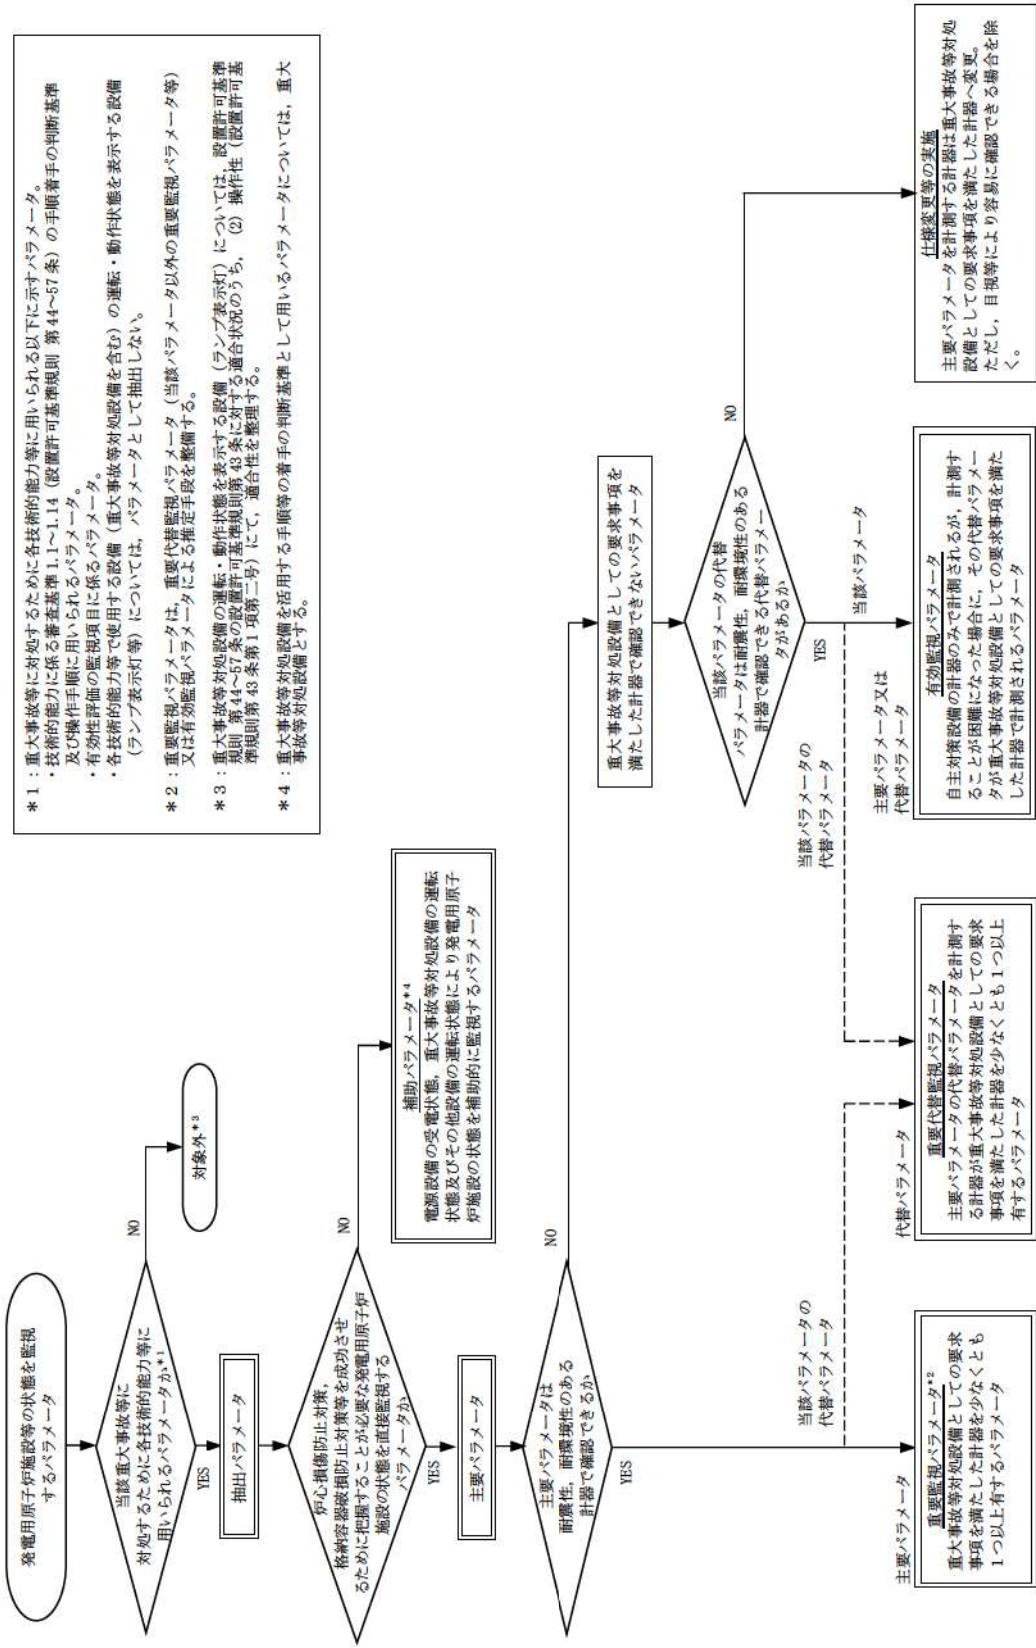 発電用原子炉施設等の状態を監視
するパラメータ
当該重大事故等に
対処するために各技術的能力等に
用いられるパラメータか*1
NO
対象外*3
YES
抽出パラメータ
炉心損傷防止対策,
格納容器破損防止対策等を成功させ
るために把握することが必要な発電用原子炉
施設の状態を直接監視する
パラメータか
NO
補助パラメータ*4
電源設備の受電状態，重大事故等対処設備の運転
状態及びその他設備の運転状態により発電用原子
炉施設の状態を補助的に監視するパラメータ
YES
主要パラメータ
主要パラメータは
耐震性，耐環境性のある
計器で確認できるか
NO
YES
重大事故等対処設備としての要求事項を
満たした計器で確認できないパラメータ
当該パラメータの代替
パラメータは耐震性，耐環境性のある
計器で確認できる代替パラメー
タがあるか
NO
YES
当該パラメータの
代替パラメータ
当該パラメータの
代替パラメータ
当該パラメータ
主要パラメータ
重要監視パラメータ*2
重大事故等対処設備としての要求
事項を満たした計器を少なくとも
１つ以上有するパラメータ
代替パラメータ
重要代替監視パラメータ
主要パラメータの代替パラメータを計測す
る計器が重大事故等対処設備としての要求
事項を満たした計器を少なくとも１つ以上
有するパラメータ
主要パラメータ又は
代替パラメータ
有効監視パラメータ
自主対策設備の計器のみで計測されるが，計測す
ることが困難になった場合に，その代替パラメー
タが重大事故等対処設備としての要求事項を満た
した計器で計測されるパラメータ
仕様変更等の実施
主要パラメータを計測する計器は重大事故等対処
設備としての要求事項を満たした計器へ変更。
ただし，目視等により容易に確認できる場合を除
く。
＊１：重大事故等に対処するために各技術的能力等に用いられる以下に示すパラメータ。
・技術的能力に係る審査基準 1.1～1.14（設置許可基準規則 第44～57条）の手順着手の判断基準
及び操作手順に用いられるパラメータ。
・有効性評価の監視項目に係るパラメータ。
・各技術的能力等で使用する設備（重大事故等対処設備を含む）の運転・動作状態を表示する設備
（ランプ表示灯等）については，パラメータとして抽出しない。
＊２：重要監視パラメータは，重要代替監視パラメータ（当該パラメータ以外の重要監視パラメータ等）
又は有効監視パラメータによる推定手段を整備する。
＊３：重大事故等対処設備の運転・動作状態を表示する設備（ランプ表示灯）については，設置許可基準
規則 第44～57条の設置許可基準規則第43条に対する適合状況のうち，(2) 操作性（設置許可基
準規則第43条第１項第二号）にて，適合性を整理する。
＊４：重大事故等対処設備を活用する手順等の着手の判断基準として用いるパラメータについては，重大
事故等対処設備とする。